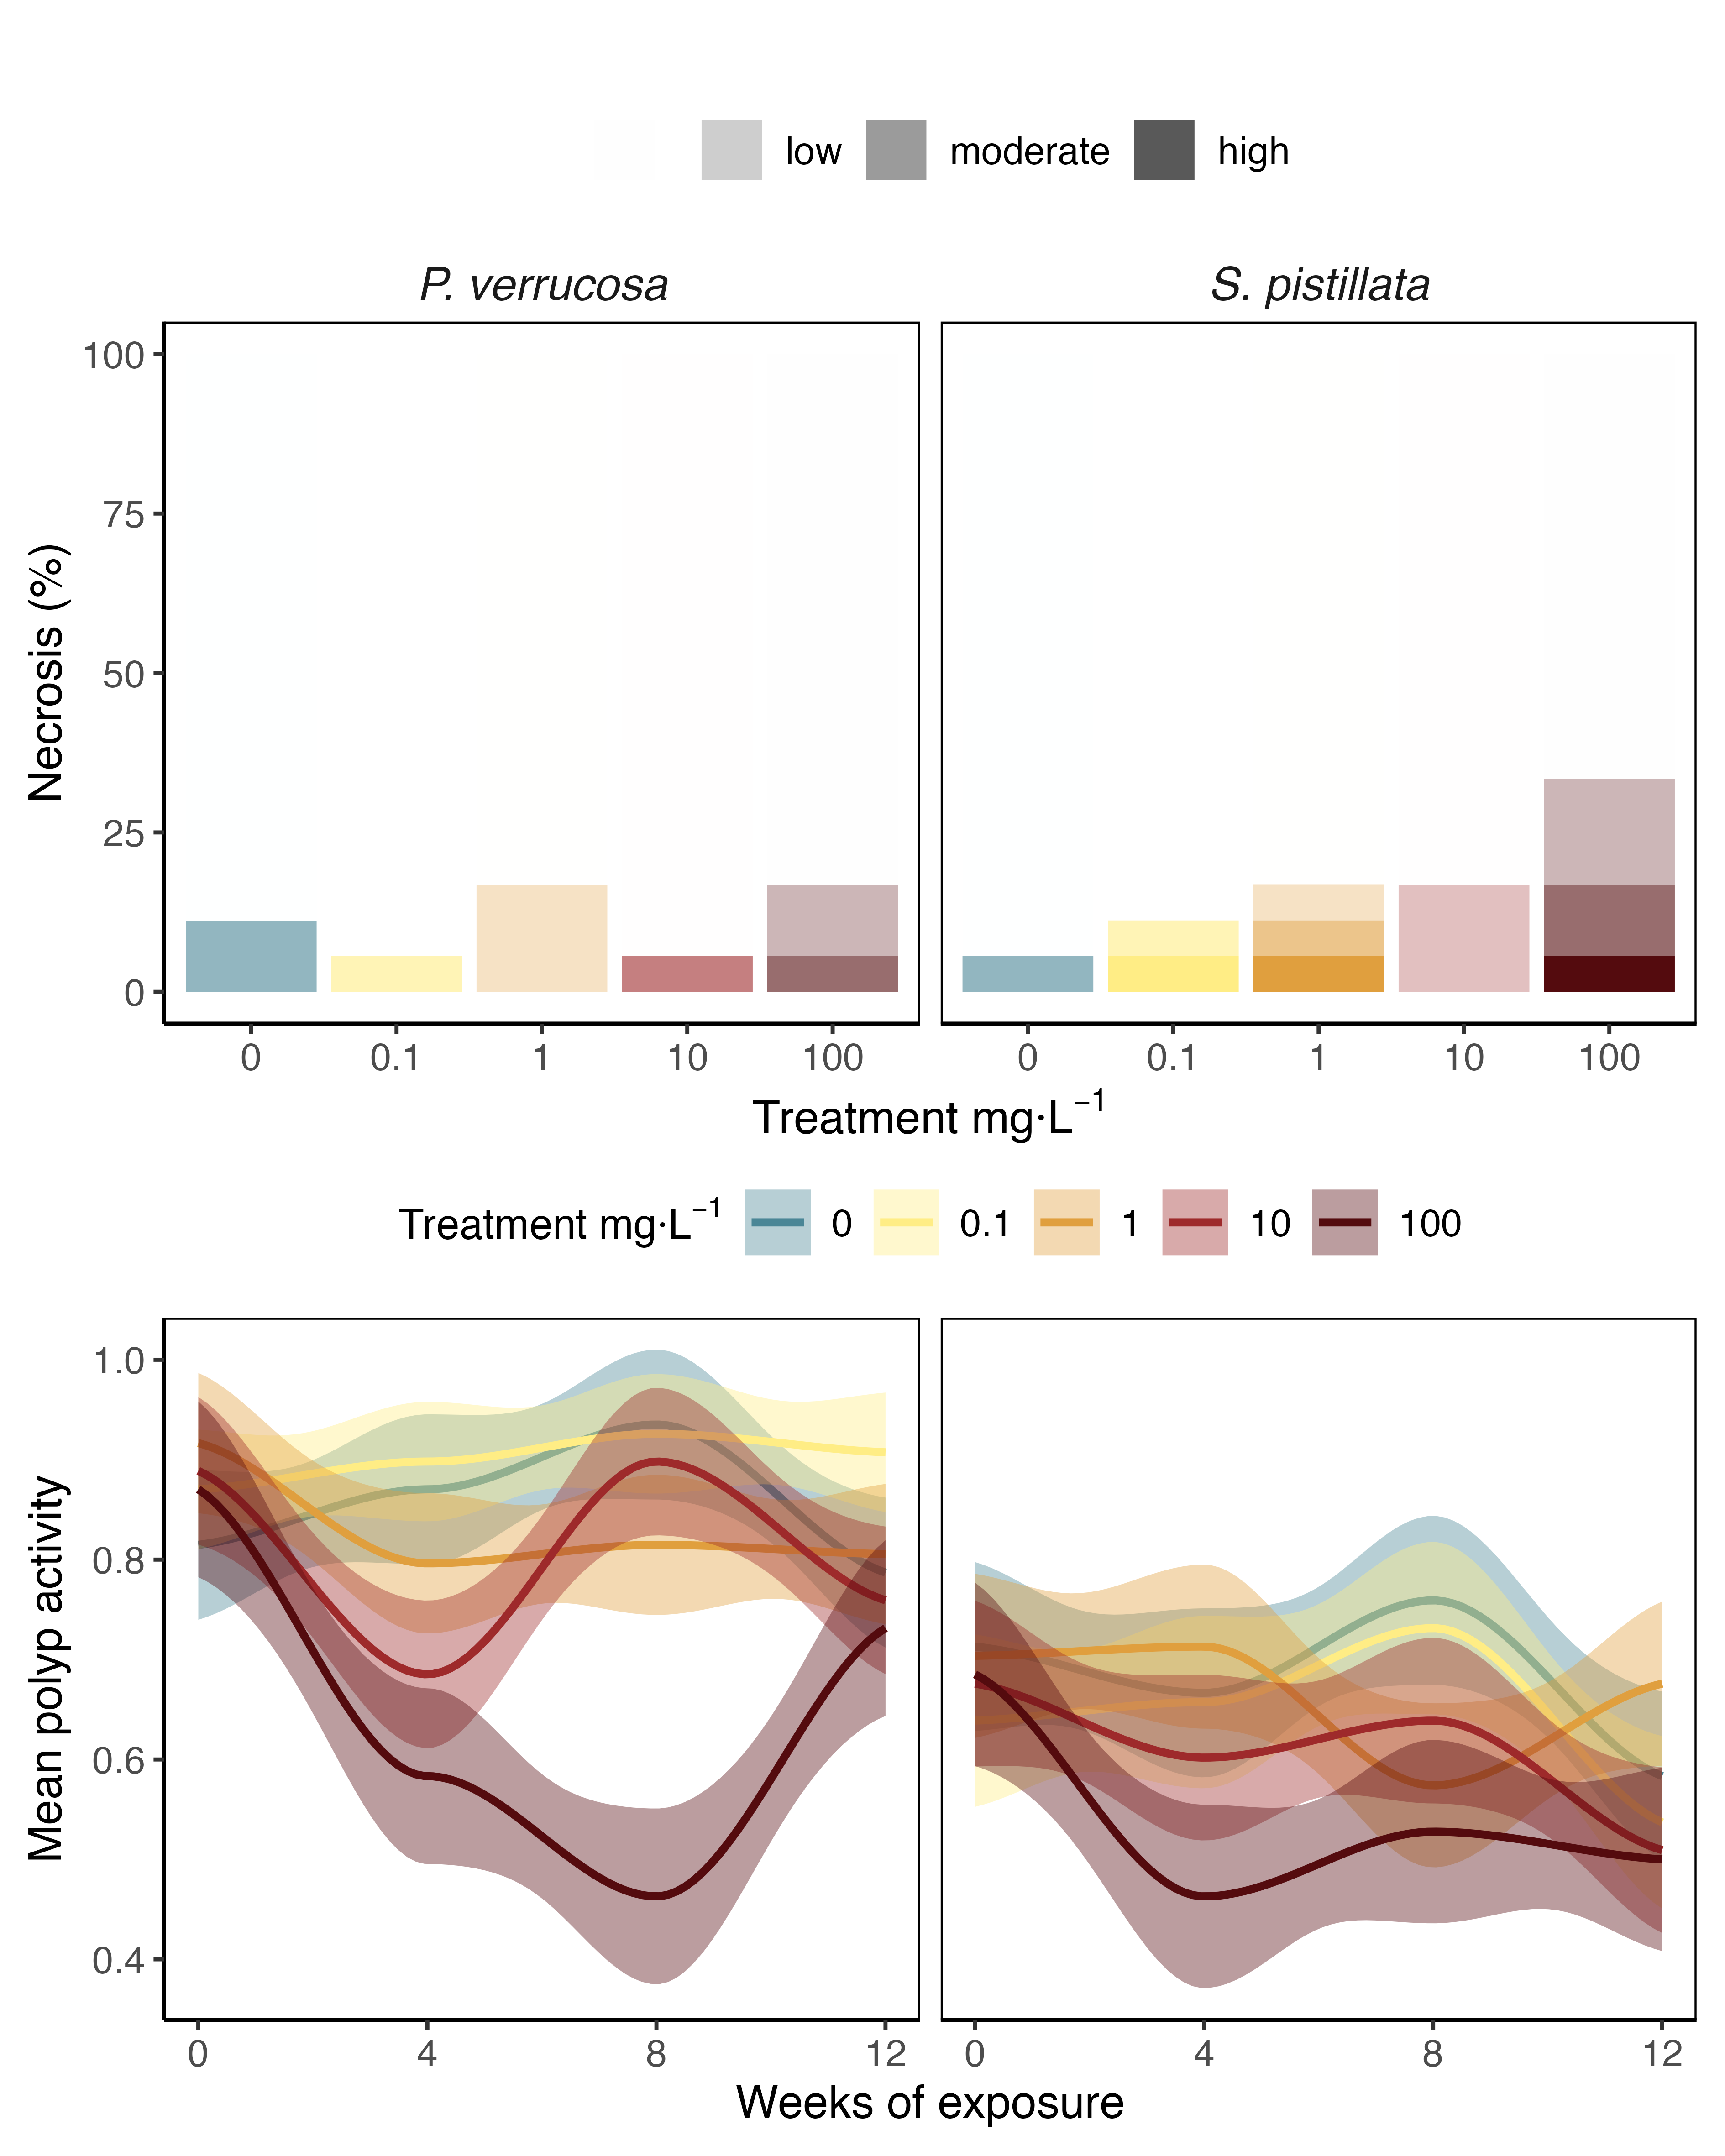 low moderate high
P. verrucosa S. pistillata
Necrosis (%)
100
75
50
25
0
0 0.1 1 10 100 0 0.1 1 10 100
Treatment mg·L⁻¹
Treatment mg·L⁻¹ 0 0.1 1 10 100
Mean polyp activity
1.0
0.8
0.6
0.4
0 4 8 12 0 4 8 12
Weeks of exposure